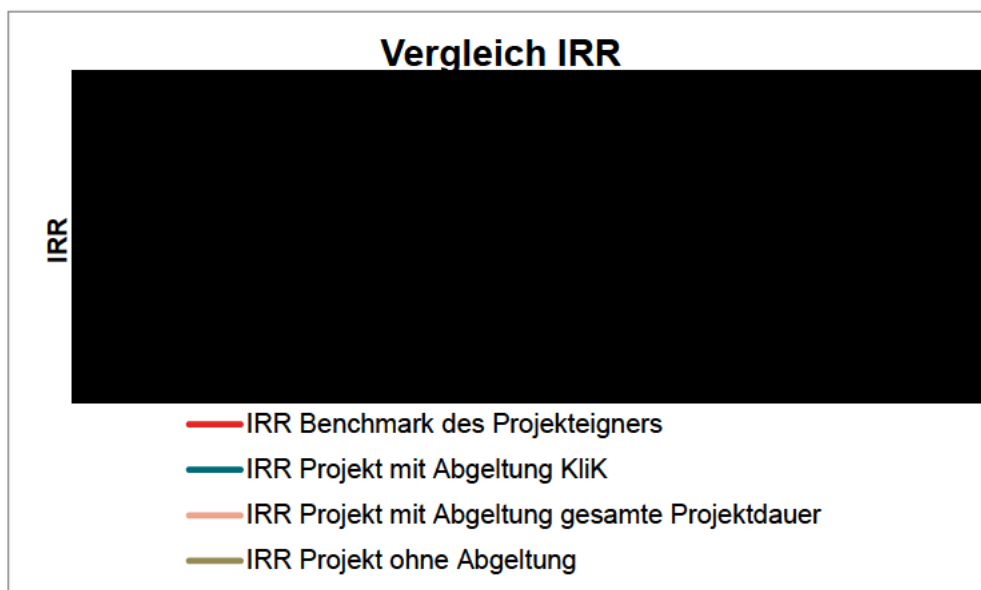 Vergleich IRR
IRR
IRR Benchmark des Projekteigners
IRR Projekt mit Abgeltung KliK
IRR Projekt mit Abgeltung gesamte Projektdauer
IRR Projekt ohne Abgeltung